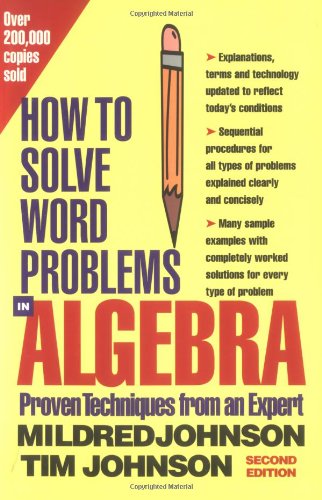 Over
200,000
copies
sold
HOW TO
SOLVE
WORD
PROBLEMS
IN
ALGEBRA
➤ Explanations,
terms and technology
updated to reflect
today's conditions
➤ Sequential
procedures for
all types of problems
explained clearly
and concisely
➤ Many sample
examples with
completely worked
solutions for every
type of problem
Proven Techniques from an Expert
MILDRED JOHNSON
TIM JOHNSON
SECOND
EDITION